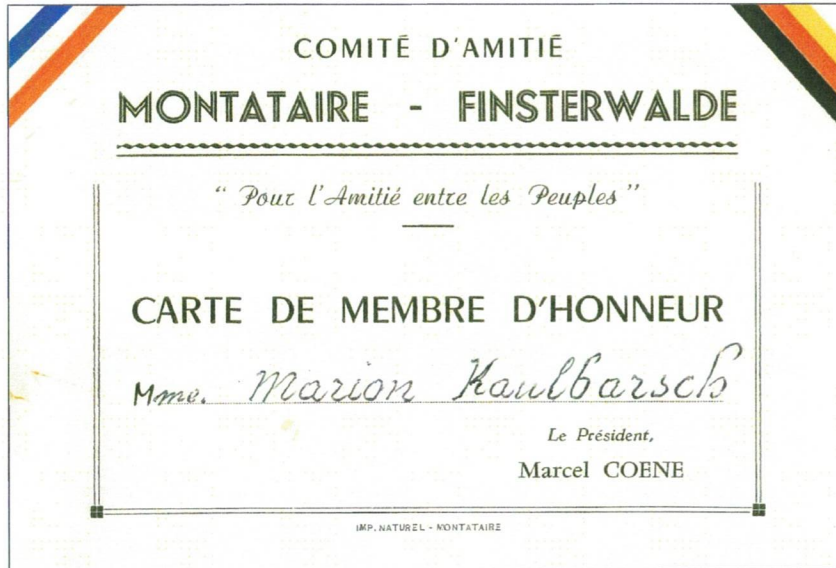 COMITÉ D'AMITIÉ
MONTATAIRE - FINSTERWALDE
“ Pour l'Amitié entre les Peuples ”
CARTE DE MEMBRE D'HONNEUR
Mme. Marion Kaulbarsch
Le Président,
Marcel COENE
IMP. NATUREL - MONTATAIRE